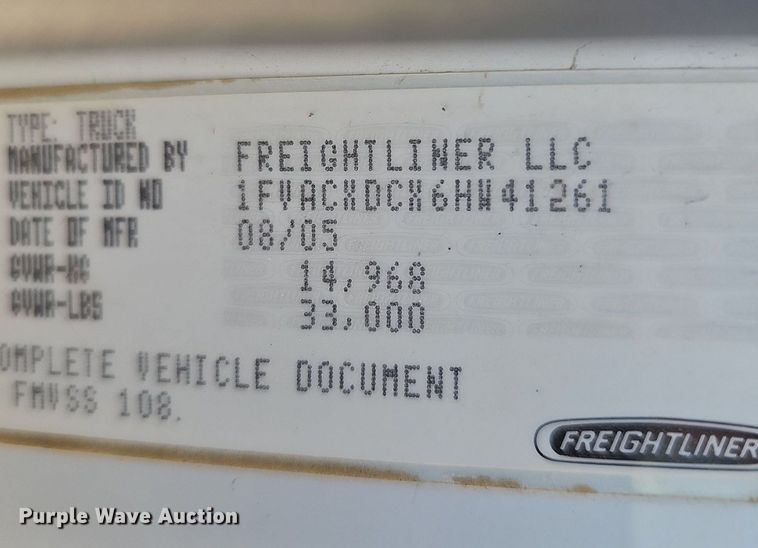 TYPE: TRUCK
MANUFACTURED BY FREIGHTLINER LLC
VEHICLE ID NO 1FVACXDCX6HW41261
DATE OF MFR 08/05
GVWR-KG 14,968
GVWR-LBS 33,000
OMPLETE VEHICLE DOCUMENT
FMVSS 108.
FREIGHTLINER
Purple Wave Auction